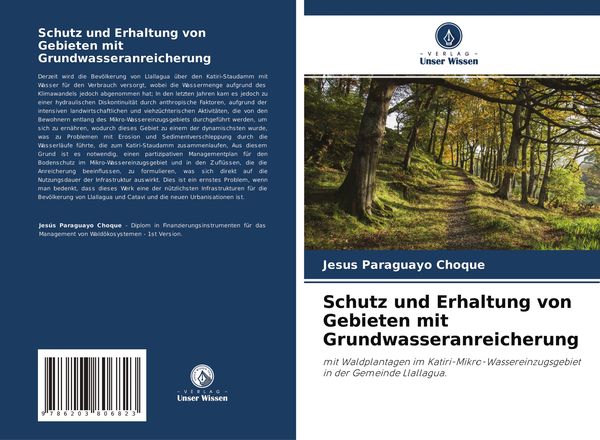 Schutz und Erhaltung von
Gebieten mit
Grundwasseranreicherung
Derzeit wird die Bevölkerung von Llallagua über den Katiri-Staudamm mit
Wasser für den Verbrauch versorgt, wobei die Wassermenge aufgrund des
Klimawandels jedoch abgenommen hat; In den letzten Jahren kam es jedoch zu
einer hydraulischen Diskontinuität durch anthropische Faktoren, aufgrund der
intensiven landwirtschaftlichen und viehzüchterischen Aktivitäten, die von den
Bewohnern entlang des Mikro-Wassereinzugsgebiets durchgeführt werden, um
sich zu ernähren, wodurch dieses Gebiet zu einem der dynamischsten wurde,
was zu Problemen mit Erosion und Sedimentverschleppung durch die
Wasserläufe führte, die zum Katiri-Staudamm zusammenlaufen. Aus diesem
Grund ist es notwendig, einen partizipativen Managementplan für den
Bodenschutz im Mikro-Wassereinzugsgebiet und in den Zuflüssen, die die
Anreicherung beeinflussen, zu formulieren, was sich direkt auf die
Nutzungsdauer der Infrastruktur auswirkt. Dies ist ein ernstes Problem, wenn
man bedenkt, dass dieses Werk eine der nützlichsten Infrastrukturen für die
Bevölkerung von Llallagua und Catavi und die neuen Urbanisationen ist.
Jesús Paraguayo Choque - Diplom in Finanzierungsinstrumenten für das
Management von Waldökosystemen - 1st Version.
9 786203 806823
VERLAG
Unser Wissen
VERLAG
Unser Wissen
Jesus Paraguayo Choque
Schutz und Erhaltung von
Gebieten mit
Grundwasseranreicherung
mit Waldplantagen im Katiri-Mikro-Wassereinzugsgebiet
in der Gemeinde Llallagua.